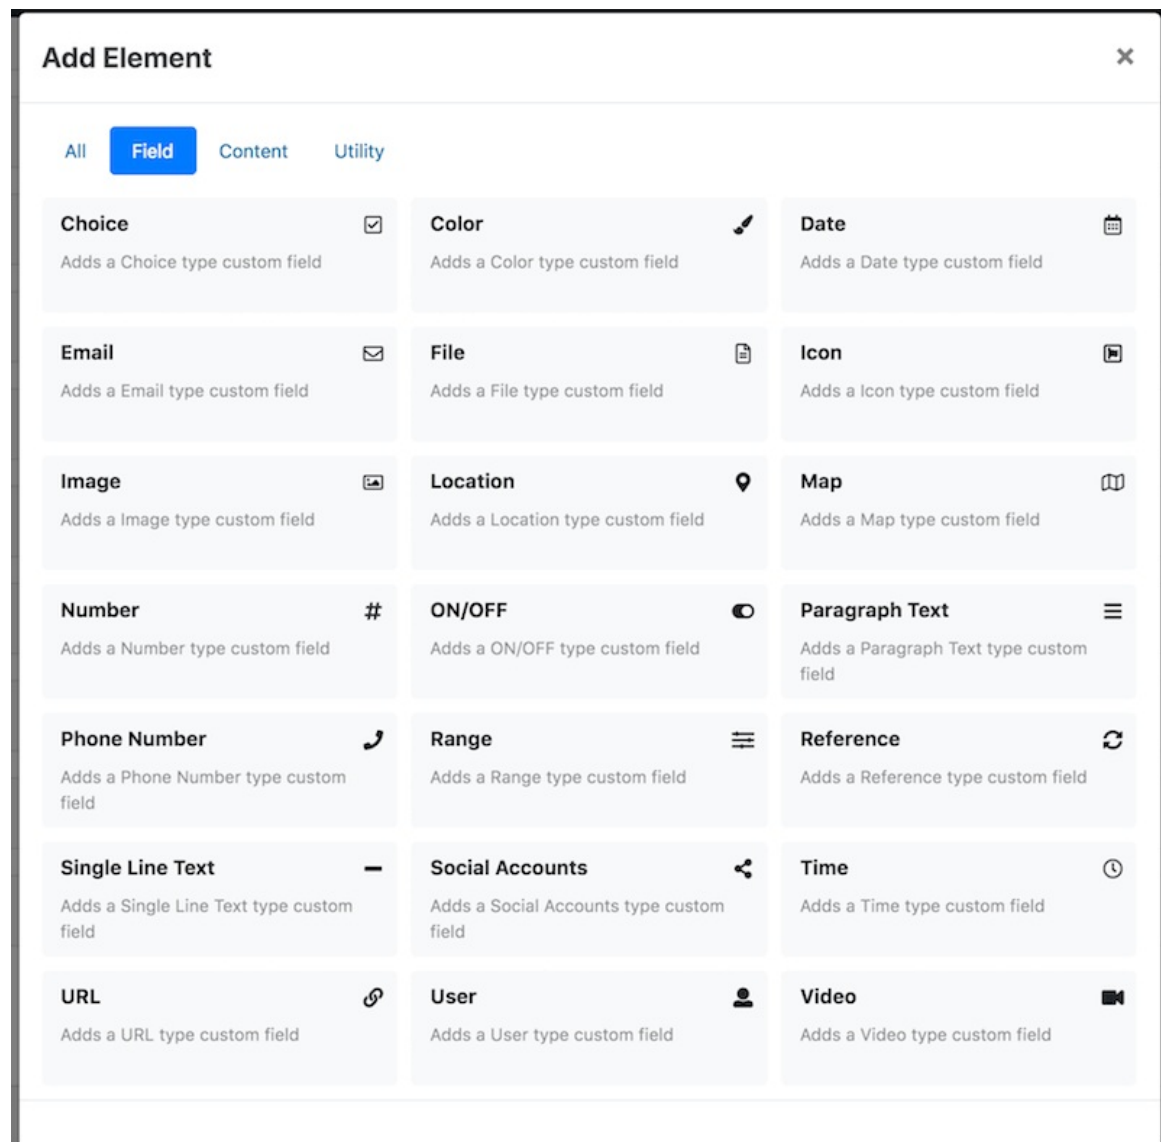 Add Element
×
All Field Content Utility
Choice
Adds a Choice type custom field
Color
Adds a Color type custom field
Date
Adds a Date type custom field
Email
Adds a Email type custom field
File
Adds a File type custom field
Icon
Adds a Icon type custom field
Image
Adds a Image type custom field
Location
Adds a Location type custom field
Map
Adds a Map type custom field
Number
Adds a Number type custom field
ON/OFF
Adds a ON/OFF type custom field
Paragraph Text
Adds a Paragraph Text type custom
field
Phone Number
Adds a Phone Number type custom
field
Range
Adds a Range type custom field
Reference
Adds a Reference type custom field
Single Line Text
Adds a Single Line Text type custom
field
Social Accounts
Adds a Social Accounts type custom
field
Time
Adds a Time type custom field
URL
Adds a URL type custom field
User
Adds a User type custom field
Video
Adds a Video type custom field